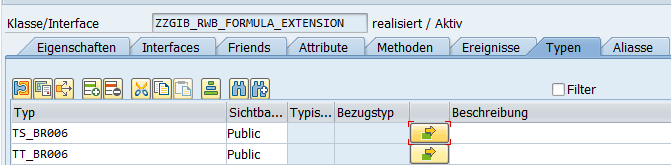 Klasse/Interface ZZGIB_RWB_FORMULA_EXTENSION realisiert / Aktiv
Eigenschaften Interfaces Friends Attribute Methoden Ereignisse Typen Aliasse
Filter
Typ Sichtba... Typis... Bezugstyp Beschreibung
TS_BR006 Public
TT_BR006 Public